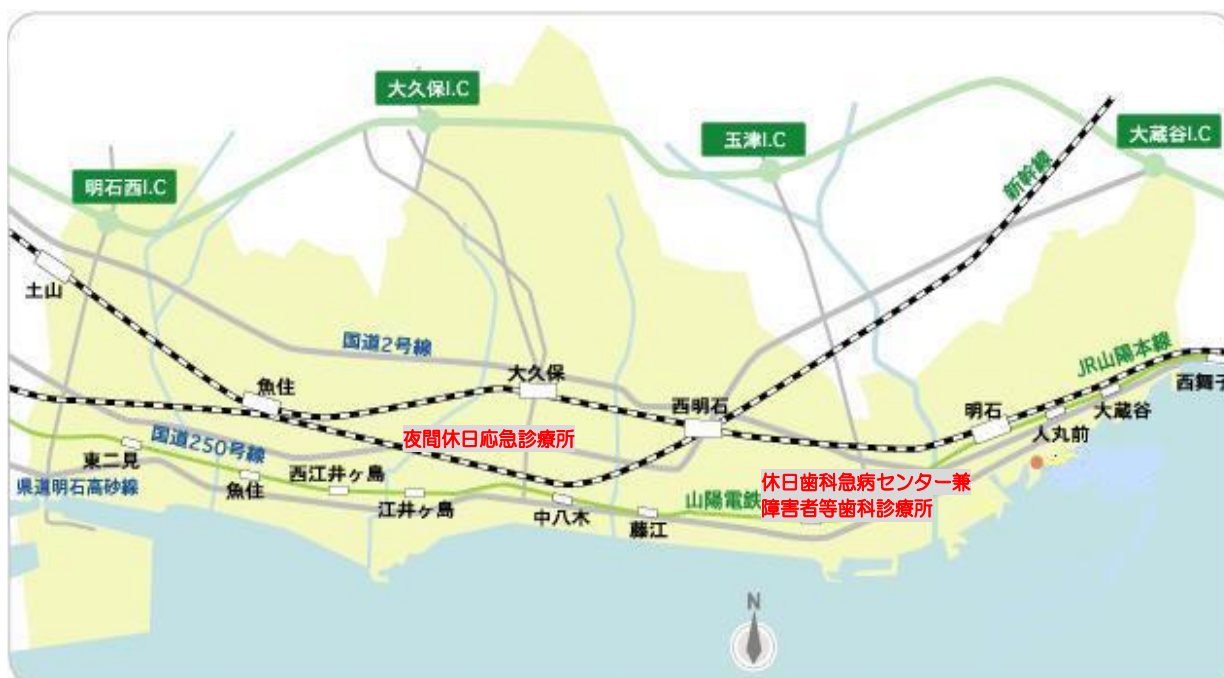 大久保I.C
玉津I.C
大蔵谷I.C
明石西I.C
新幹線
土山
国道2号線
JR山陽本線
西舞子
大久保
魚住
西明石
明石
大蔵谷
人丸前
夜間休日応急診療所
国道250号線
東二見
西江井ヶ島
県道明石高砂線
魚住
江井ヶ島
中八木
藤江
山陽電鉄
休日歯科急病センター兼
障害者等歯科診療所
N